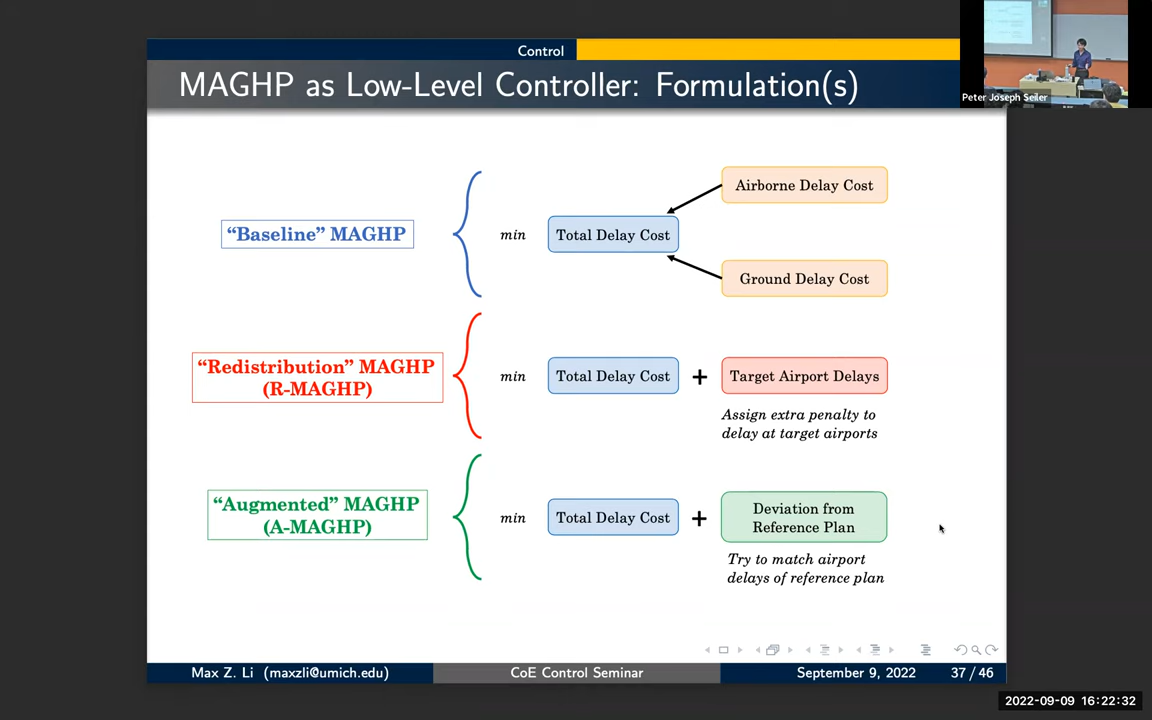 Control
MAGHP as Low-Level Controller: Formulation(s)
Peter Joseph Seiler
“Baseline” MAGHP
min
Total Delay Cost
Airborne Delay Cost
Ground Delay Cost
“Redistribution” MAGHP
(R-MAGHP)
min
Total Delay Cost
+
Target Airport Delays
Assign extra penalty to
delay at target airports
“Augmented” MAGHP
(A-MAGHP)
min
Total Delay Cost
+
Deviation from
Reference Plan
Try to match airport
delays of reference plan
Max Z. Li (maxzli@umich.edu)
CoE Control Seminar
September 9, 2022
37 / 46
2022-09-09 16:22:32